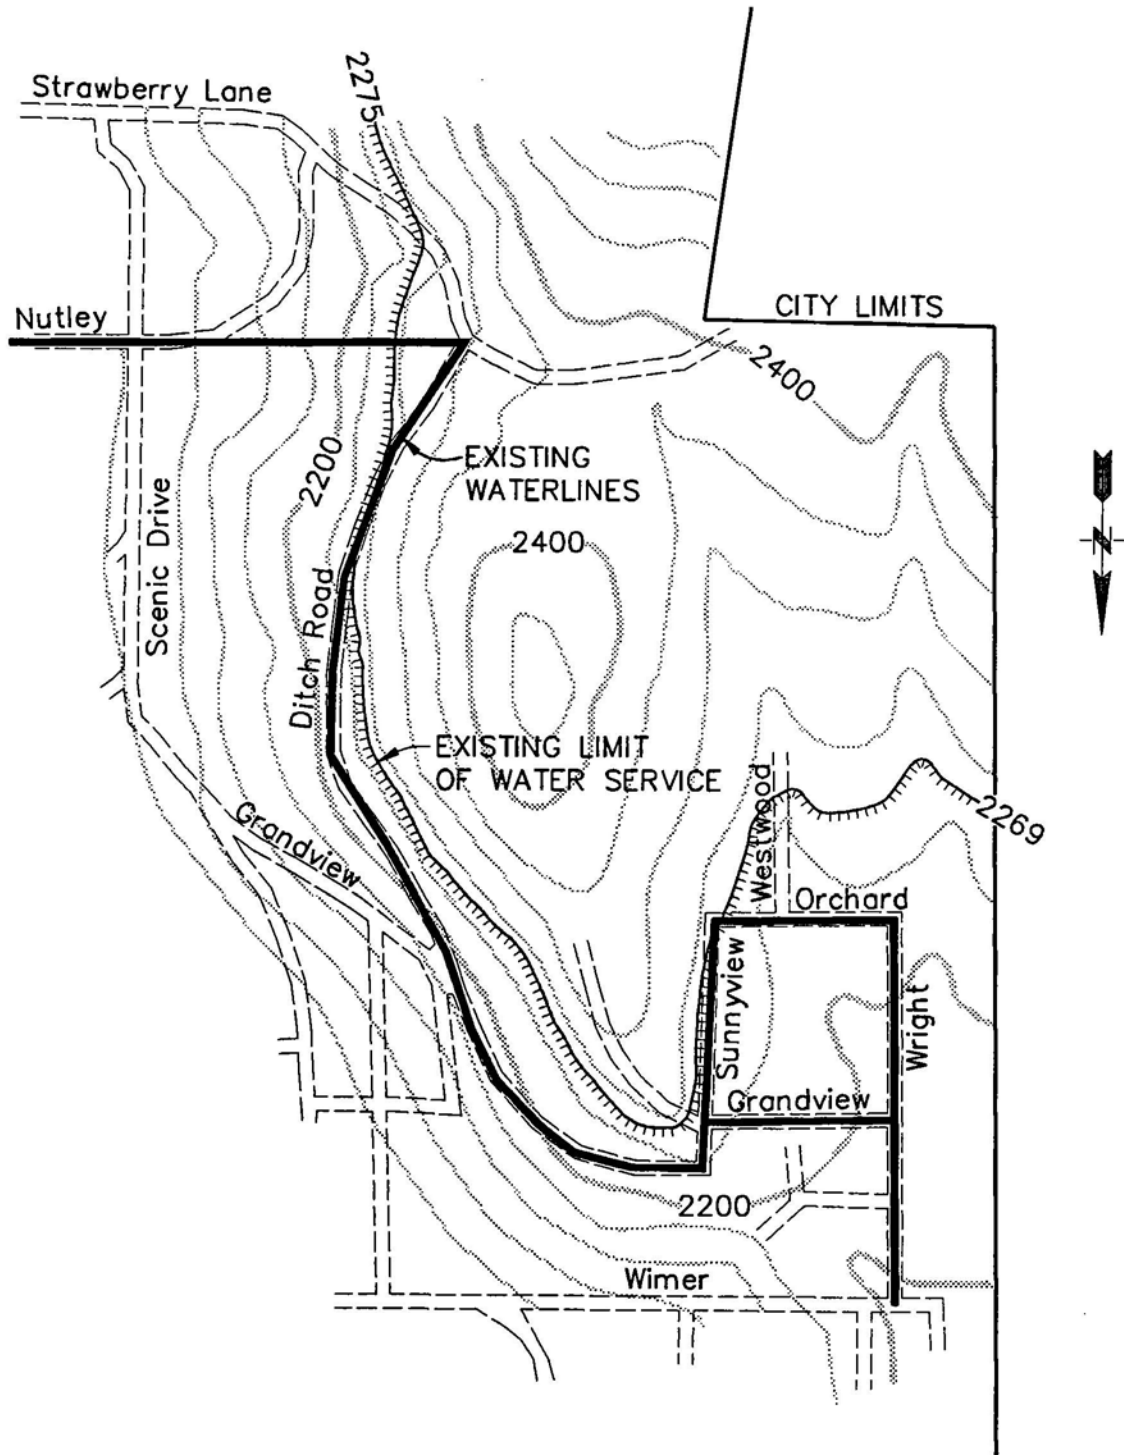 2275
Strawberry Lane
CITY LIMITS
Nutley
2400
EXISTING
WATERLINES
2200
Scenic Drive
2400
N
Ditch Road
EXISTING LIMIT
OF WATER SERVICE
Westwood
2269
Grandview
Orchard
Sunnyview
Wright
Grandview
2200
Wimer